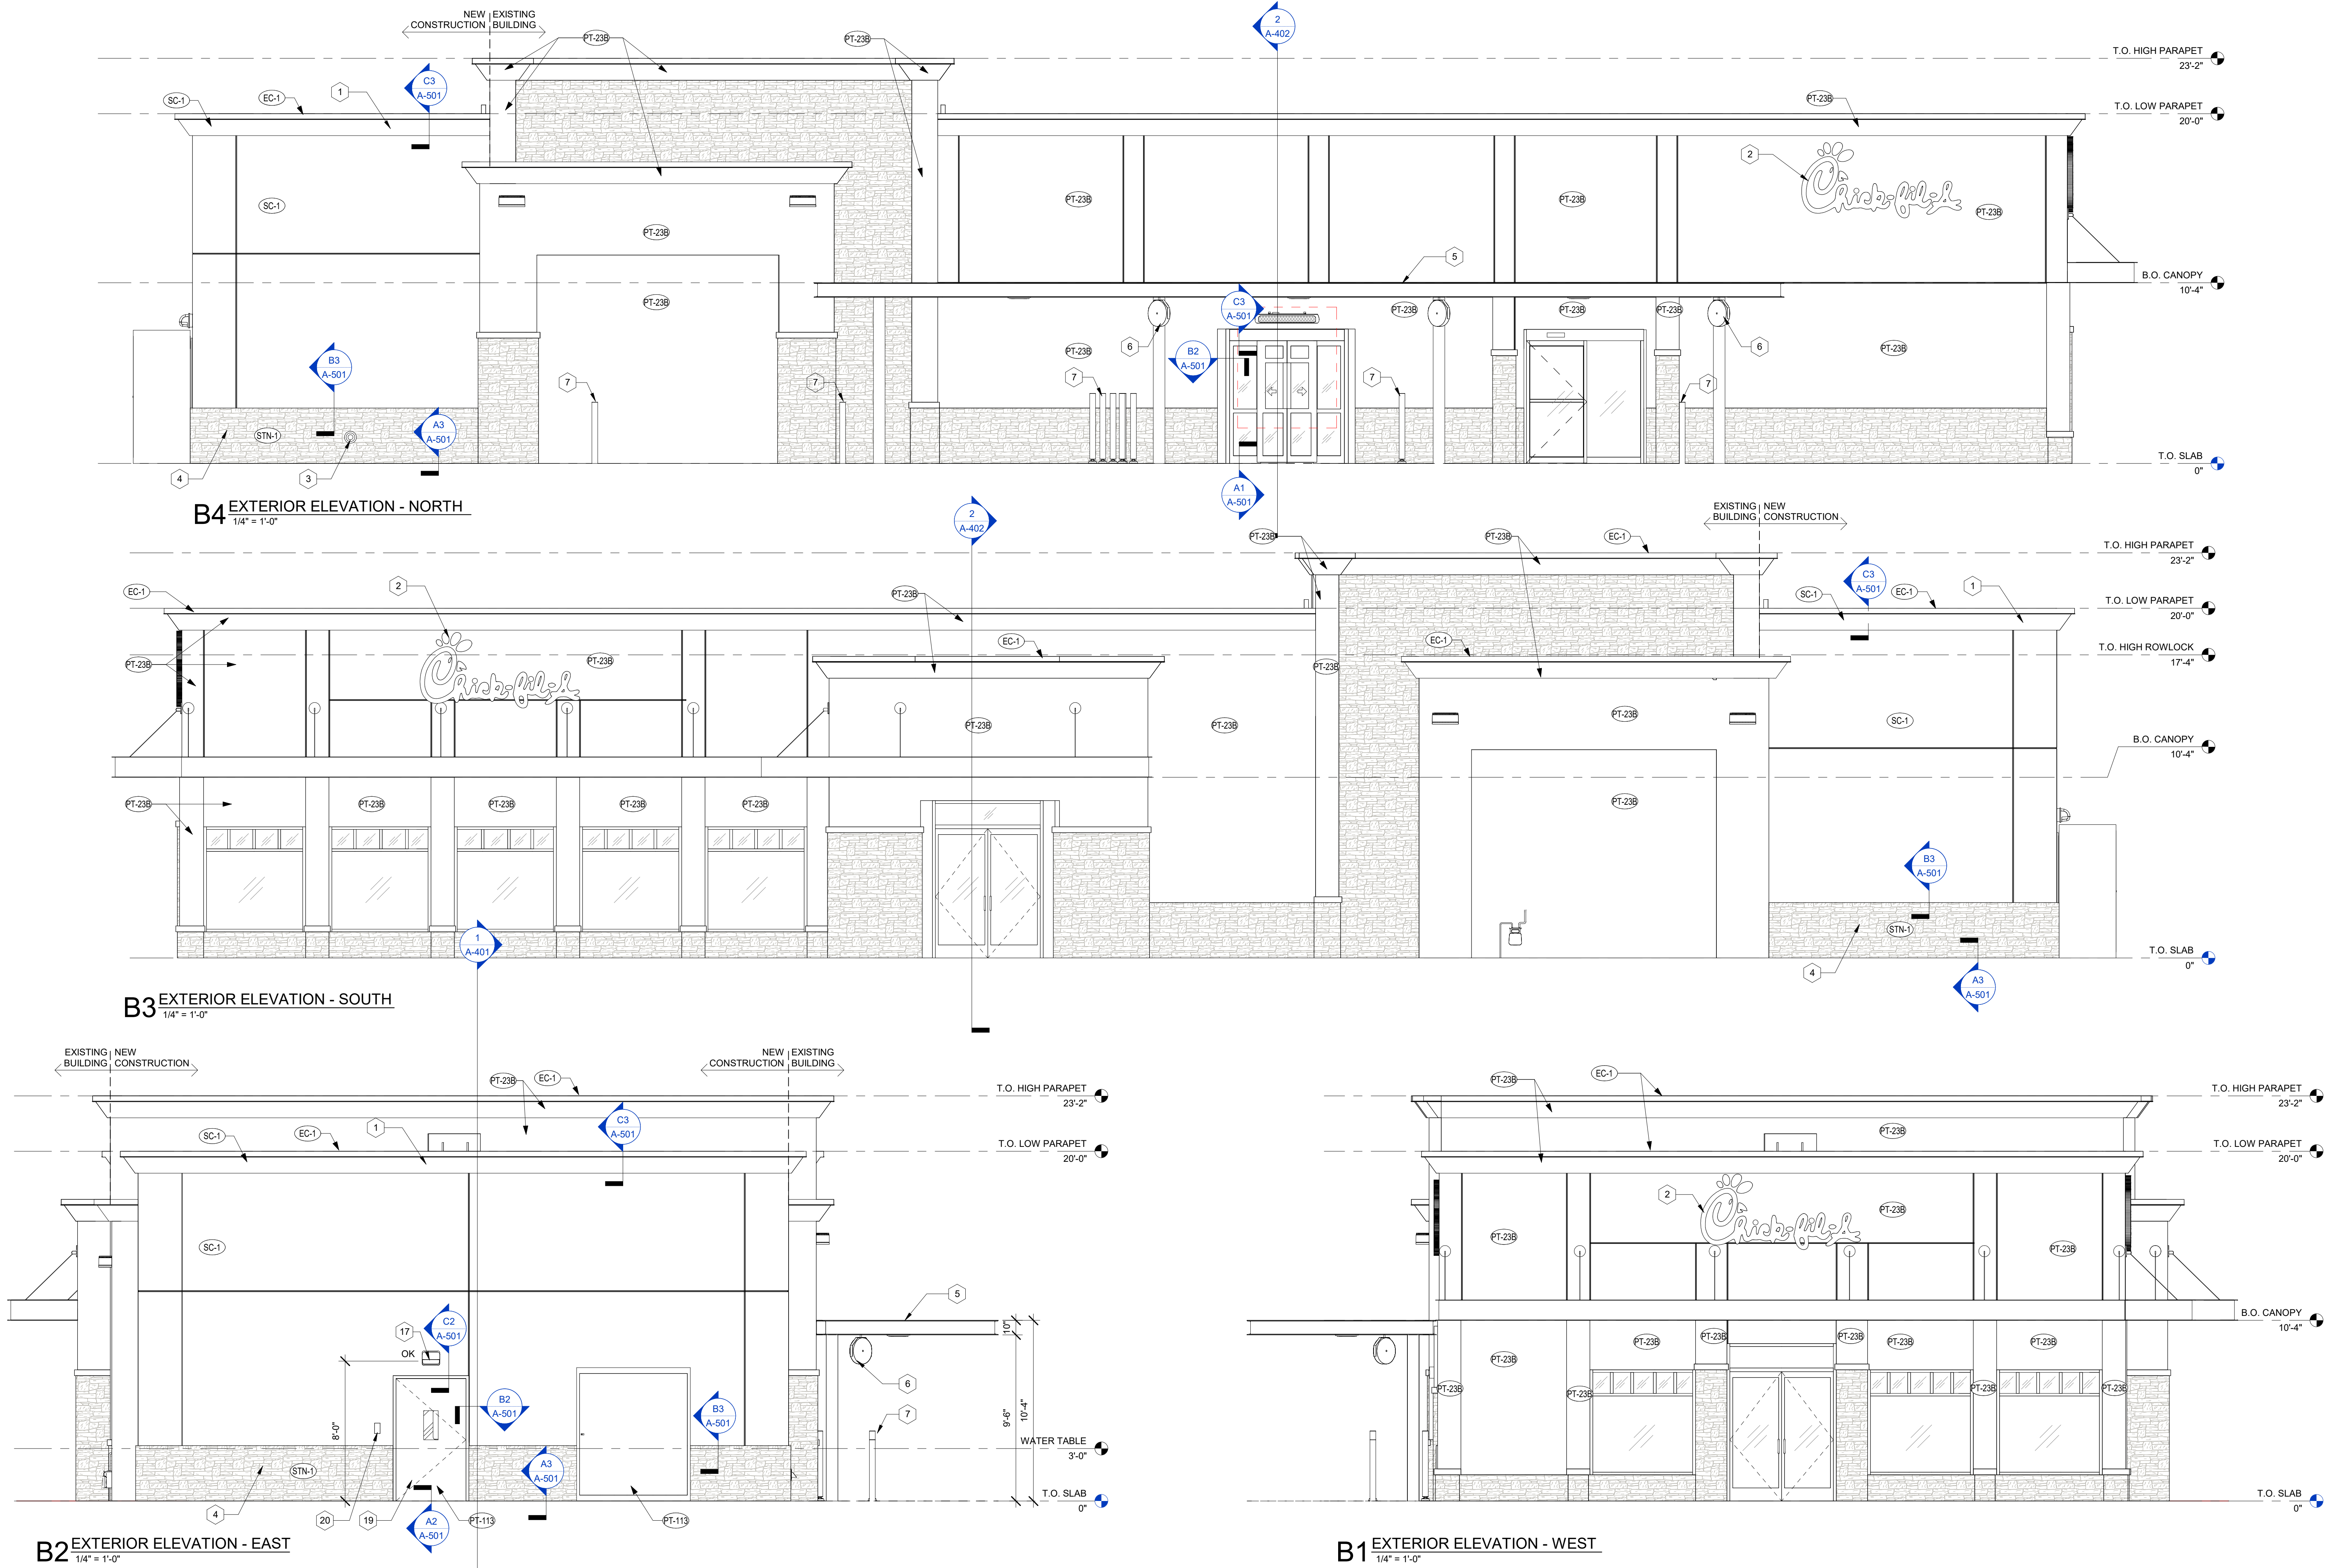 NEW EXISTING
CONSTRUCTION BUILDING
PT-23B
PT-23B
2
A-402
T.O. HIGH PARAPET
23'-2"
C3
A-501
1
EC-1
SC-1
PT-23B
T.O. LOW PARAPET
20'-0"
2
Chick-fil-A
SC-1
PT-23B
PT-23B
PT-23B
PT-23B
5
B.O. CANOPY
10'-4"
PT-23B
C3
A-501
PT-23B
PT-23B
PT-23B
6
6
B2
A-501
PT-23B
PT-23B
B3
A-501
7
7
7
7
7
A3
A-501
STN-1
4
3
T.O. SLAB
0"
A1
A-501
B4 EXTERIOR ELEVATION - NORTH
1/4" = 1'-0"
2
A-402
EXISTING NEW
BUILDING CONSTRUCTION
PT-23B
PT-23B
EC-1
T.O. HIGH PARAPET
23'-2"
EC-1
2
PT-23B
C3
A-501
SC-1
EC-1
1
T.O. LOW PARAPET
20'-0"
EC-1
EC-1
T.O. HIGH ROWLOCK
17'-4"
PT-23B
Chick-fil-A
PT-23B
PT-23B
PT-23B
PT-23B
PT-23B
SC-1
B.O. CANOPY
10'-4"
PT-23B
PT-23B
PT-23B
PT-23B
PT-23B
PT-23B
B3
A-501
1
A-401
STN-1
4
T.O. SLAB
0"
A3
A-501
B3 EXTERIOR ELEVATION - SOUTH
1/4" = 1'-0"
EXISTING NEW
BUILDING CONSTRUCTION
NEW EXISTING
CONSTRUCTION BUILDING
PT-23B
EC-1
T.O. HIGH PARAPET
23'-2"
SC-1
EC-1
1
C3
A-501
T.O. LOW PARAPET
20'-0"
SC-1
5
C2
A-501
17
OK
10"
6
8'-0"
B2
A-501
B3
A-501
7
9'-6"
10'-4"
WATER TABLE
3'-0"
STN-1
A3
A-501
4
20
19
A2
A-501
PT-113
PT-113
T.O. SLAB
0"
B2 EXTERIOR ELEVATION - EAST
1/4" = 1'-0"
PT-23B
EC-1
T.O. HIGH PARAPET
23'-2"
PT-23B
T.O. LOW PARAPET
20'-0"
2
Chick-fil-A
PT-23B
PT-23B
PT-23B
B.O. CANOPY
10'-4"
PT-23B
PT-23B
PT-23B
PT-23B
PT-23B
PT-23B
PT-23B
PT-23B
PT-23B
PT-23B
T.O. SLAB
0"
B1 EXTERIOR ELEVATION - WEST
1/4" = 1'-0"